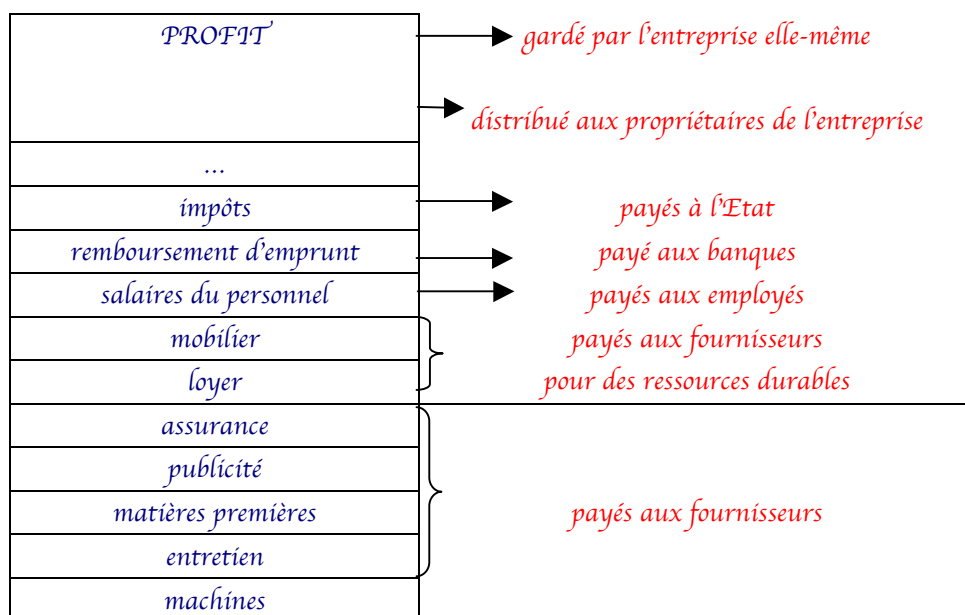 PROFIT
gardé par l'entreprise elle-même
distribué aux propriétaires de l'entreprise
...
impôts
payés à l'Etat
remboursement d'emprunt
payé aux banques
salaires du personnel
payés aux employés
mobilier
payés aux fournisseurs
loyer
pour des ressources durables
assurance
publicité
matières premières
payés aux fournisseurs
entretien
machines